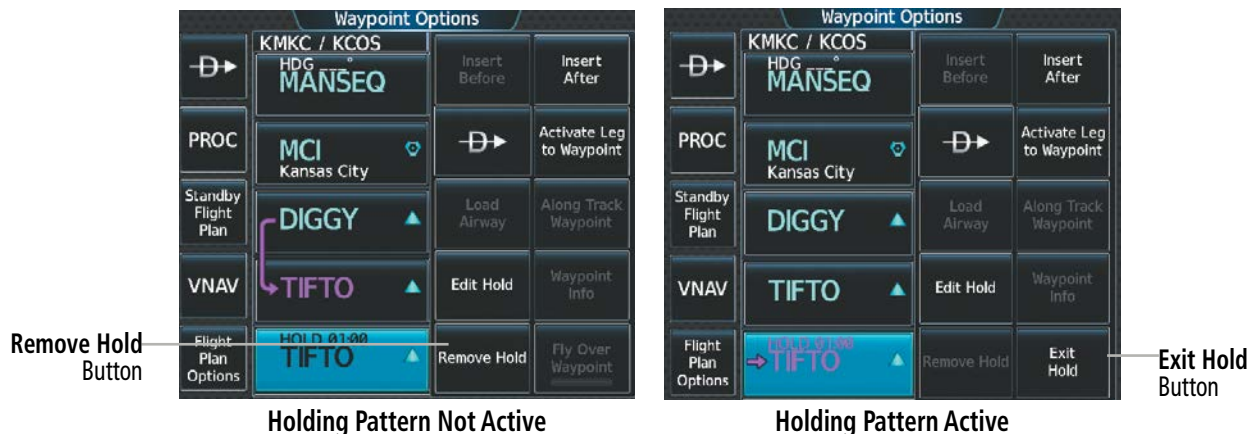 Waypoint Options
KMKC / KCOS
HDG ___°
MANSEQ
Insert
Before
Insert
After
PROC
MCI
Kansas City
Activate Leg
to Waypoint
Standby
Flight
Plan
DIGGY
Load
Airway
Along Track
Waypoint
VNAV
TIFTO
Edit Hold
Waypoint
Info
Flight
Plan
Options
HOLD 01:00
TIFTO
Remove Hold
Fly Over
Waypoint
Remove Hold
Button
Holding Pattern Not Active
Waypoint Options
KMKC / KCOS
HDG ___°
MANSEQ
Insert
Before
Insert
After
PROC
MCI
Kansas City
Activate Leg
to Waypoint
Standby
Flight
Plan
DIGGY
Load
Airway
Along Track
Waypoint
VNAV
TIFTO
Edit Hold
Waypoint
Info
Flight
Plan
Options
HOLD 01:00
TIFTO
Remove Hold
Exit
Hold
Exit Hold
Button
Holding Pattern Active